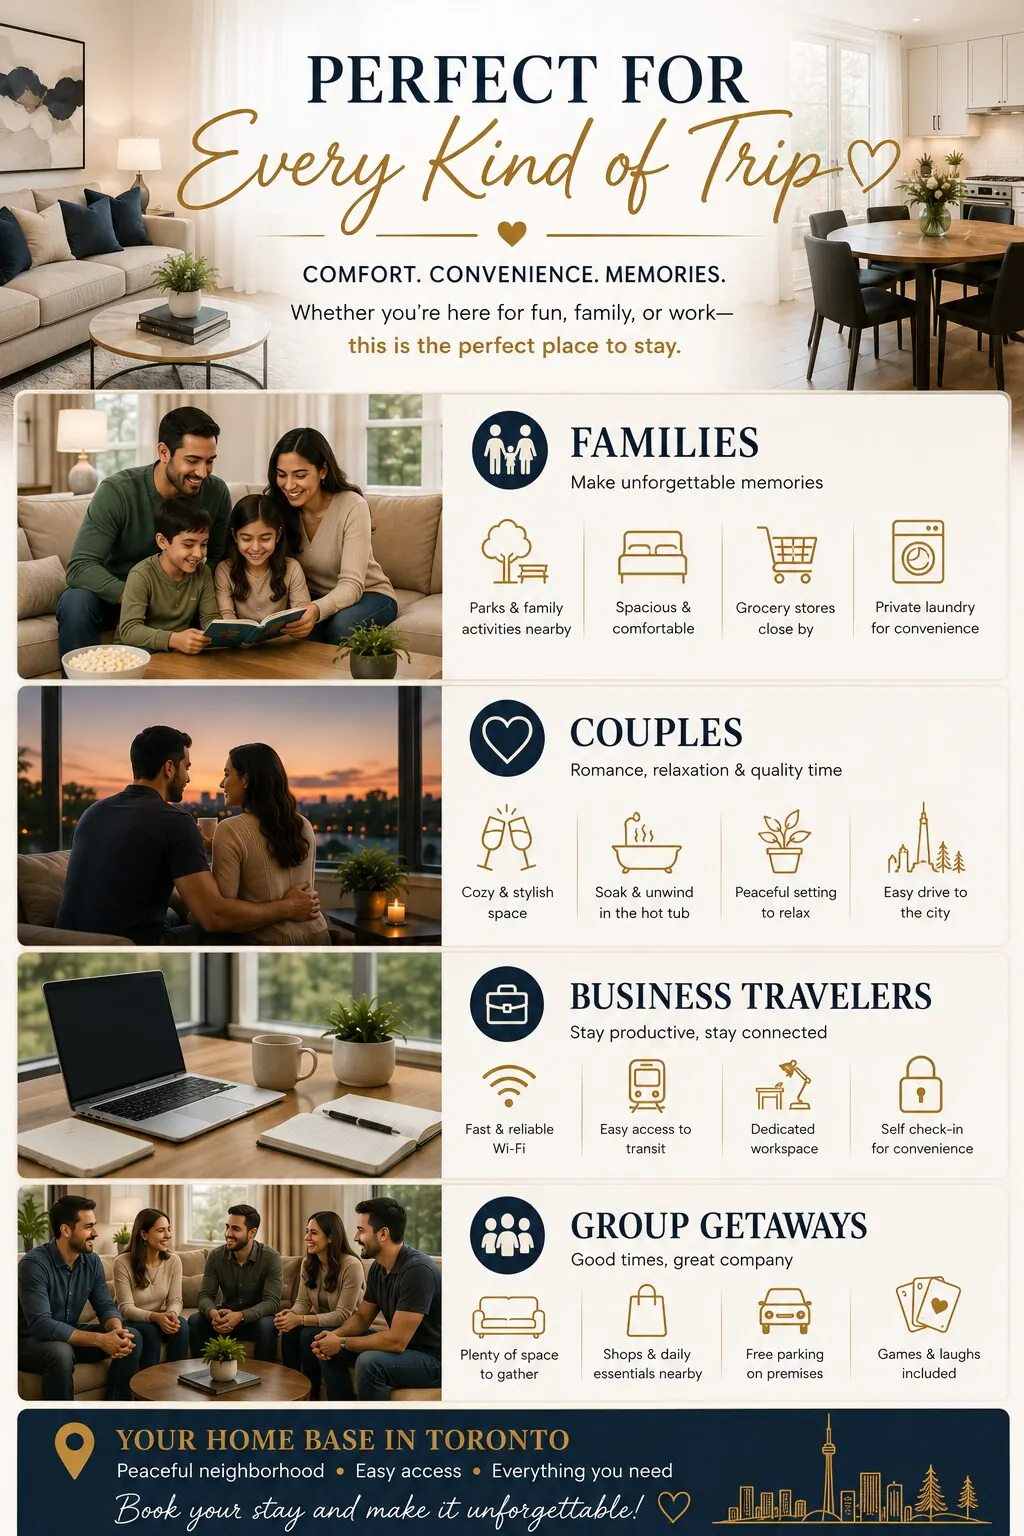 PERFECT FOR
Every Kind of Trip
COMFORT. CONVENIENCE. MEMORIES.
Whether you're here for fun, family, or work—
this is the perfect place to stay.
FAMILIES
Make unforgettable memories
Parks & family
activities nearby
Spacious &
comfortable
Grocery stores
close by
Private laundry
for convenience
COUPLES
Romance, relaxation & quality time
Cozy & stylish
space
Soak & unwind
in the hot tub
Peaceful setting
to relax
Easy drive to
the city
BUSINESS TRAVELERS
Stay productive, stay connected
Fast & reliable
Wi-Fi
Easy access to
transit
Dedicated
workspace
Self check-in
for convenience
GROUP GETAWAYS
Good times, great company
Plenty of space
to gather
Shops & daily
essentials nearby
Free parking
on premises
Games & laughs
included
YOUR HOME BASE IN TORONTO
Peaceful neighborhood • Easy access • Everything you need
Book your stay and make it unforgettable!